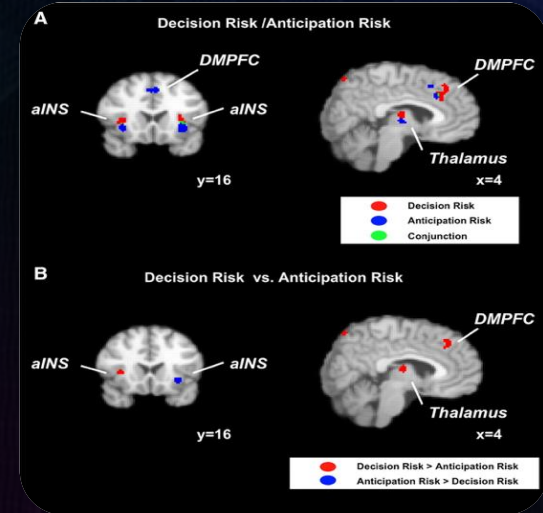 A
Decision Risk /Anticipation Risk
DMPFC
aINS
aINS
y=16
DMPFC
Thalamus
x=4
Decision Risk
Anticipation Risk
Conjunction
B
Decision Risk vs. Anticipation Risk
aINS
aINS
y=16
DMPFC
Thalamus
x=4
Decision Risk > Anticipation Risk
Anticipation Risk > Decision Risk